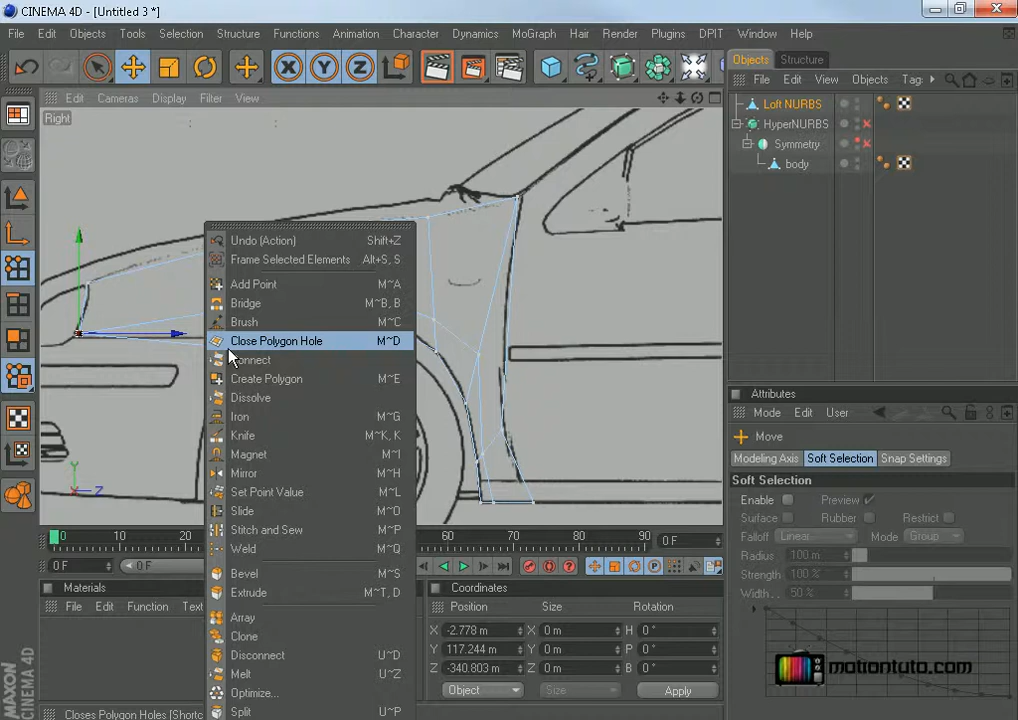 CINEMA 4D - [Untitled 3 *]
File Edit Objects Tools Selection Structure Functions Animation Character Dynamics MoGraph Hair Render Plugins DPIT Window Help
Objects Structure
File Edit View Objects Tag:
Edit Cameras Display Filter View
Right
Loft NURBS
HyperNURBS
Symmetry
body
Undo (Action) Shift+Z
Frame Selected Elements Alt+S, S
Add Point M~A
Bridge M~B, B
Brush M~C
Close Polygon Hole M~D
Connect
Create Polygon M~E
Dissolve
Iron M~G
Knife M~K, K
Magnet M~I
Mirror M~H
Set Point Value M~L
Slide M~O
Stitch and Sew M~P
Weld M~Q
Bevel M~S
Extrude M~T, D
Array
Clone
Disconnect U~D
Melt U~Z
Optimize...
Split U~P
Attributes
Mode Edit User
Move
Modeling Axis Soft Selection Snap Settings
Soft Selection
Enable Preview
Surface Rubber Restrict
Falloff Linear Mode Group
Radius 100 m
Strength 100 %
Width . . 50 %
0 10 20 60 70 80 90 0 F
0 F 0 F 90 F
Materials
File Edit Function
Coordinates
Position Size Rotation
X -2.778 m X 0 m H 0 °
Y 117.244 m Y 0 m P 0 °
Z -340.803 m Z 0 m B 0 °
Object Size Apply
MAXON
CINEMA 4D
motiontuto.com
Closes Polygon Holes [Shortc